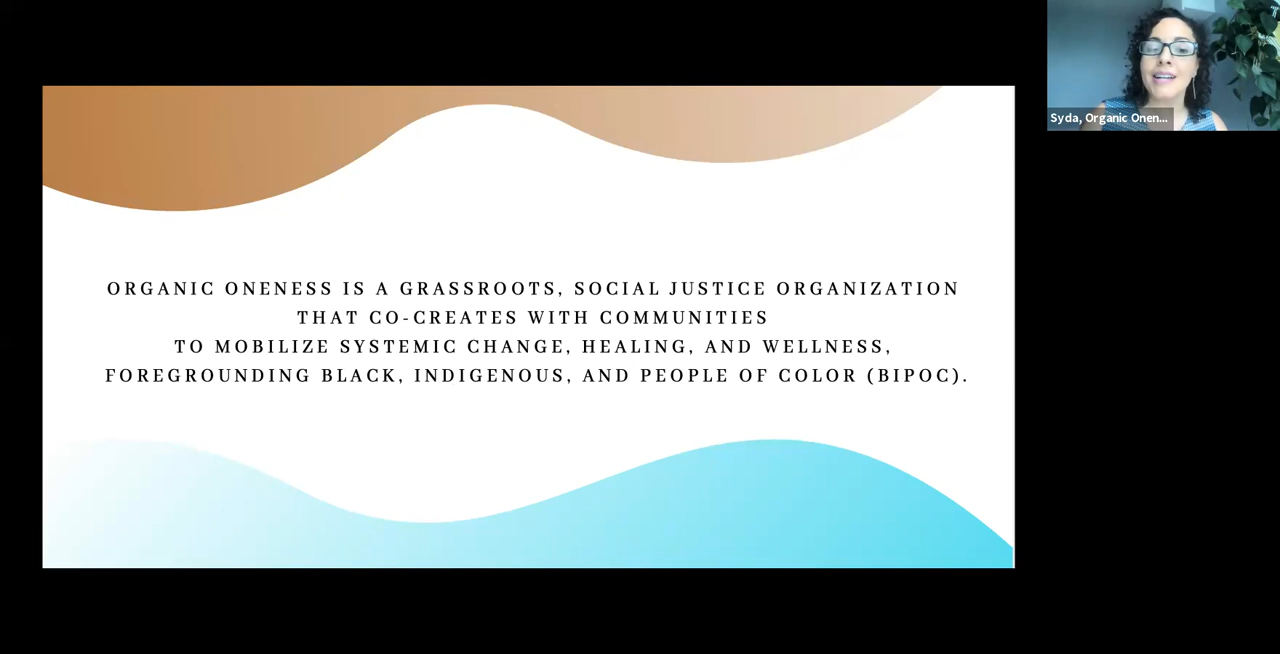 ORGANIC ONENESS IS A GRASSROOTS, SOCIAL JUSTICE ORGANIZATION
THAT CO-CREATES WITH COMMUNITIES
TO MOBILIZE SYSTEMIC CHANGE, HEALING, AND WELLNESS,
FOREGROUNDING BLACK, INDIGENOUS, AND PEOPLE OF COLOR (BIPOC).
Syda, Organic Onen...